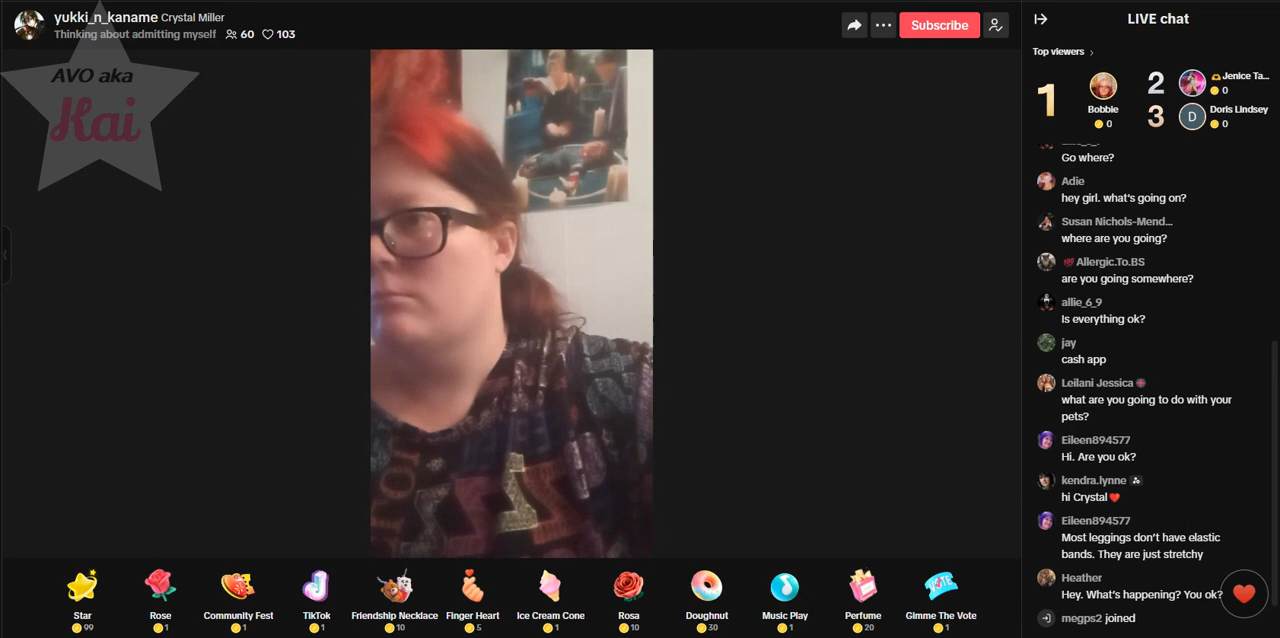 yukki_n_kaname Crystal Miller
Thinking about admitting myself 60 103
Subscribe
AVO aka
Kai
LIVE chat
Top viewers
1
Bobbie
0
2
Jenice Ta...
0
3
D
Doris Lindsey
0
Go where?
Adie
hey girl. what's going on?
Susan Nichols-Mend...
where are you going?
💯Allergic.To.BS
are you going somewhere?
allie_6_9
Is everything ok?
jay
cash app
Leilani Jessica
what are you going to do with your
pets?
Eileen894577
Hi. Are you ok?
kendra.lynne
hi Crystal❤️
Eileen894577
Most leggings don't have elastic
bands. They are just stretchy
Heather
Hey. What's happening? You ok?
megps2 joined
Star
99
Rose
1
Community Fest
1
TikTok
1
Friendship Necklace
10
Finger Heart
5
Ice Cream Cone
1
Rosa
10
Doughnut
30
Music Play
1
Perfume
20
Gimme The Vote
1